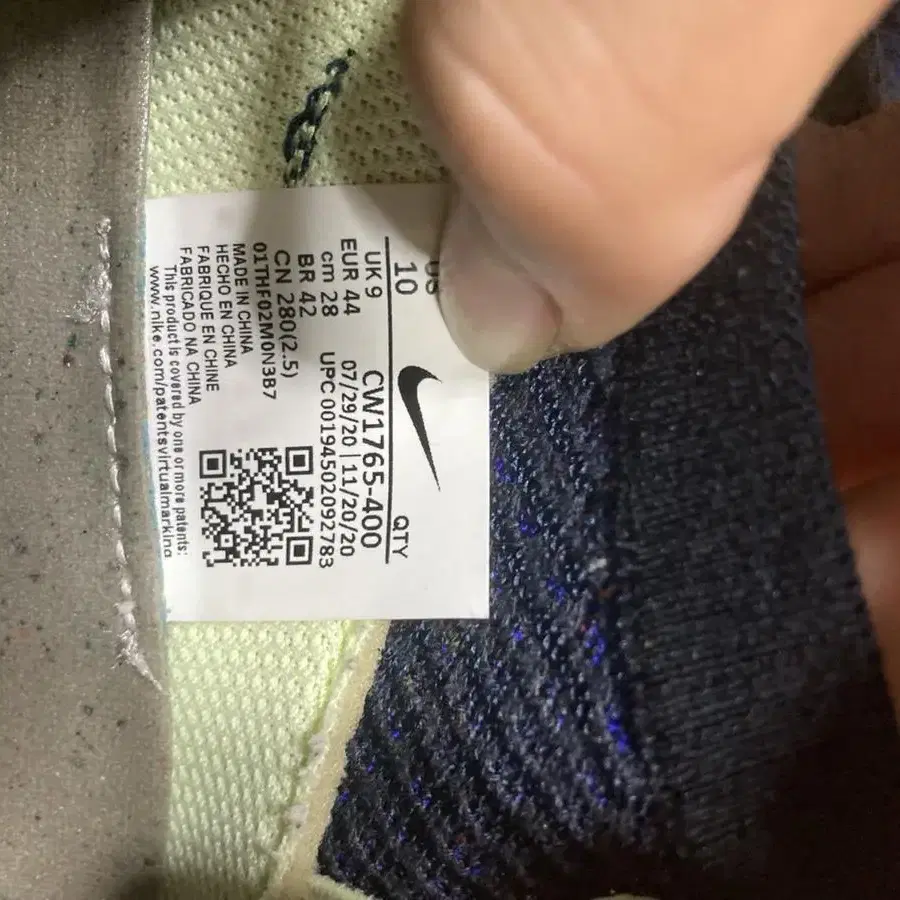 US
10
UK 9
EUR 44
cm 28
BR 42
CN 280(2.5)
QTY
CW1765-400
07/29/20 | 11/20/20
UPC 00194502092783
01THF02M0N3B7
MADE IN CHINA
HECHO EN CHINA
FABRIQUE EN CHINE
FABRICADO NA CHINA
This product is covered by one or more patents:
www.nike.com/patentsvirtualmarking